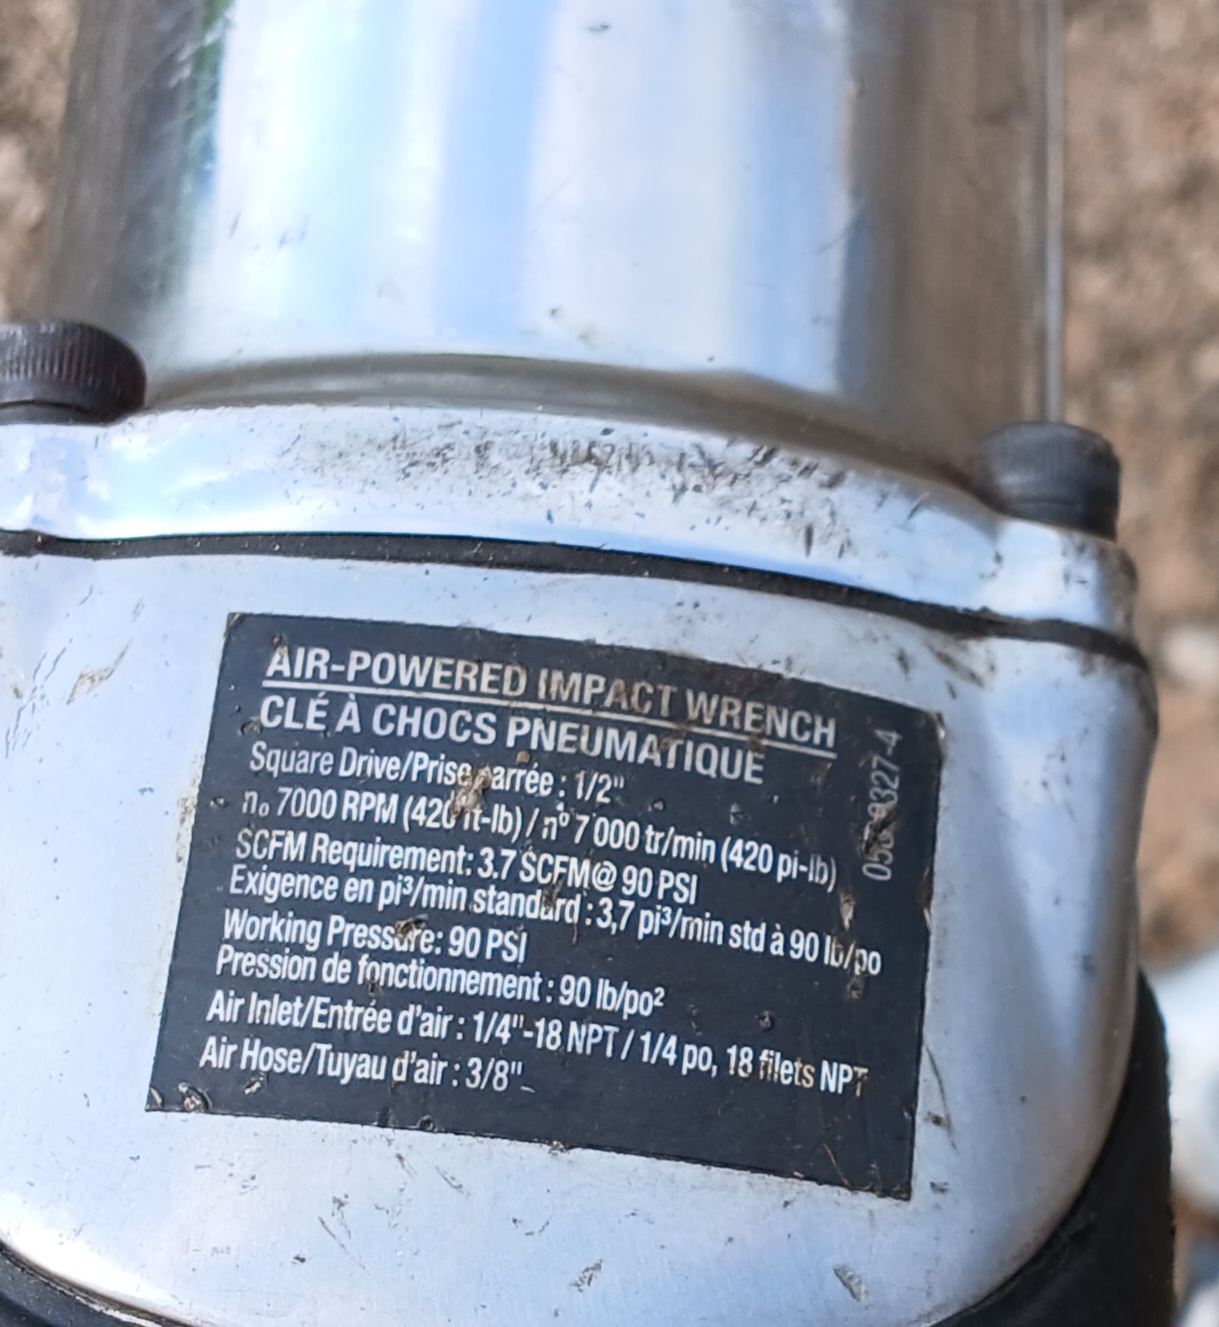 AIR-POWERED IMPACT WRENCH
CLÉ À CHOCS PNEUMATIQUE
Square Drive/Prise carrée : 1/2"
n₀ 7000 RPM (420 ft-lb) / n° 7 000 tr/min (420 pi-lb)
SCFM Requirement: 3.7 SCFM@ 90 PSI
Exigence en pi³/min standard : 3,7 pi³/min std à 90 lb/po
Working Pressure: 90 PSI
Pression de fonctionnement : 90 lb/po²
Air Inlet/Entrée d'air : 1/4"-18 NPT / 1/4 po, 18 filets NPT
Air Hose/Tuyau d'air : 3/8"